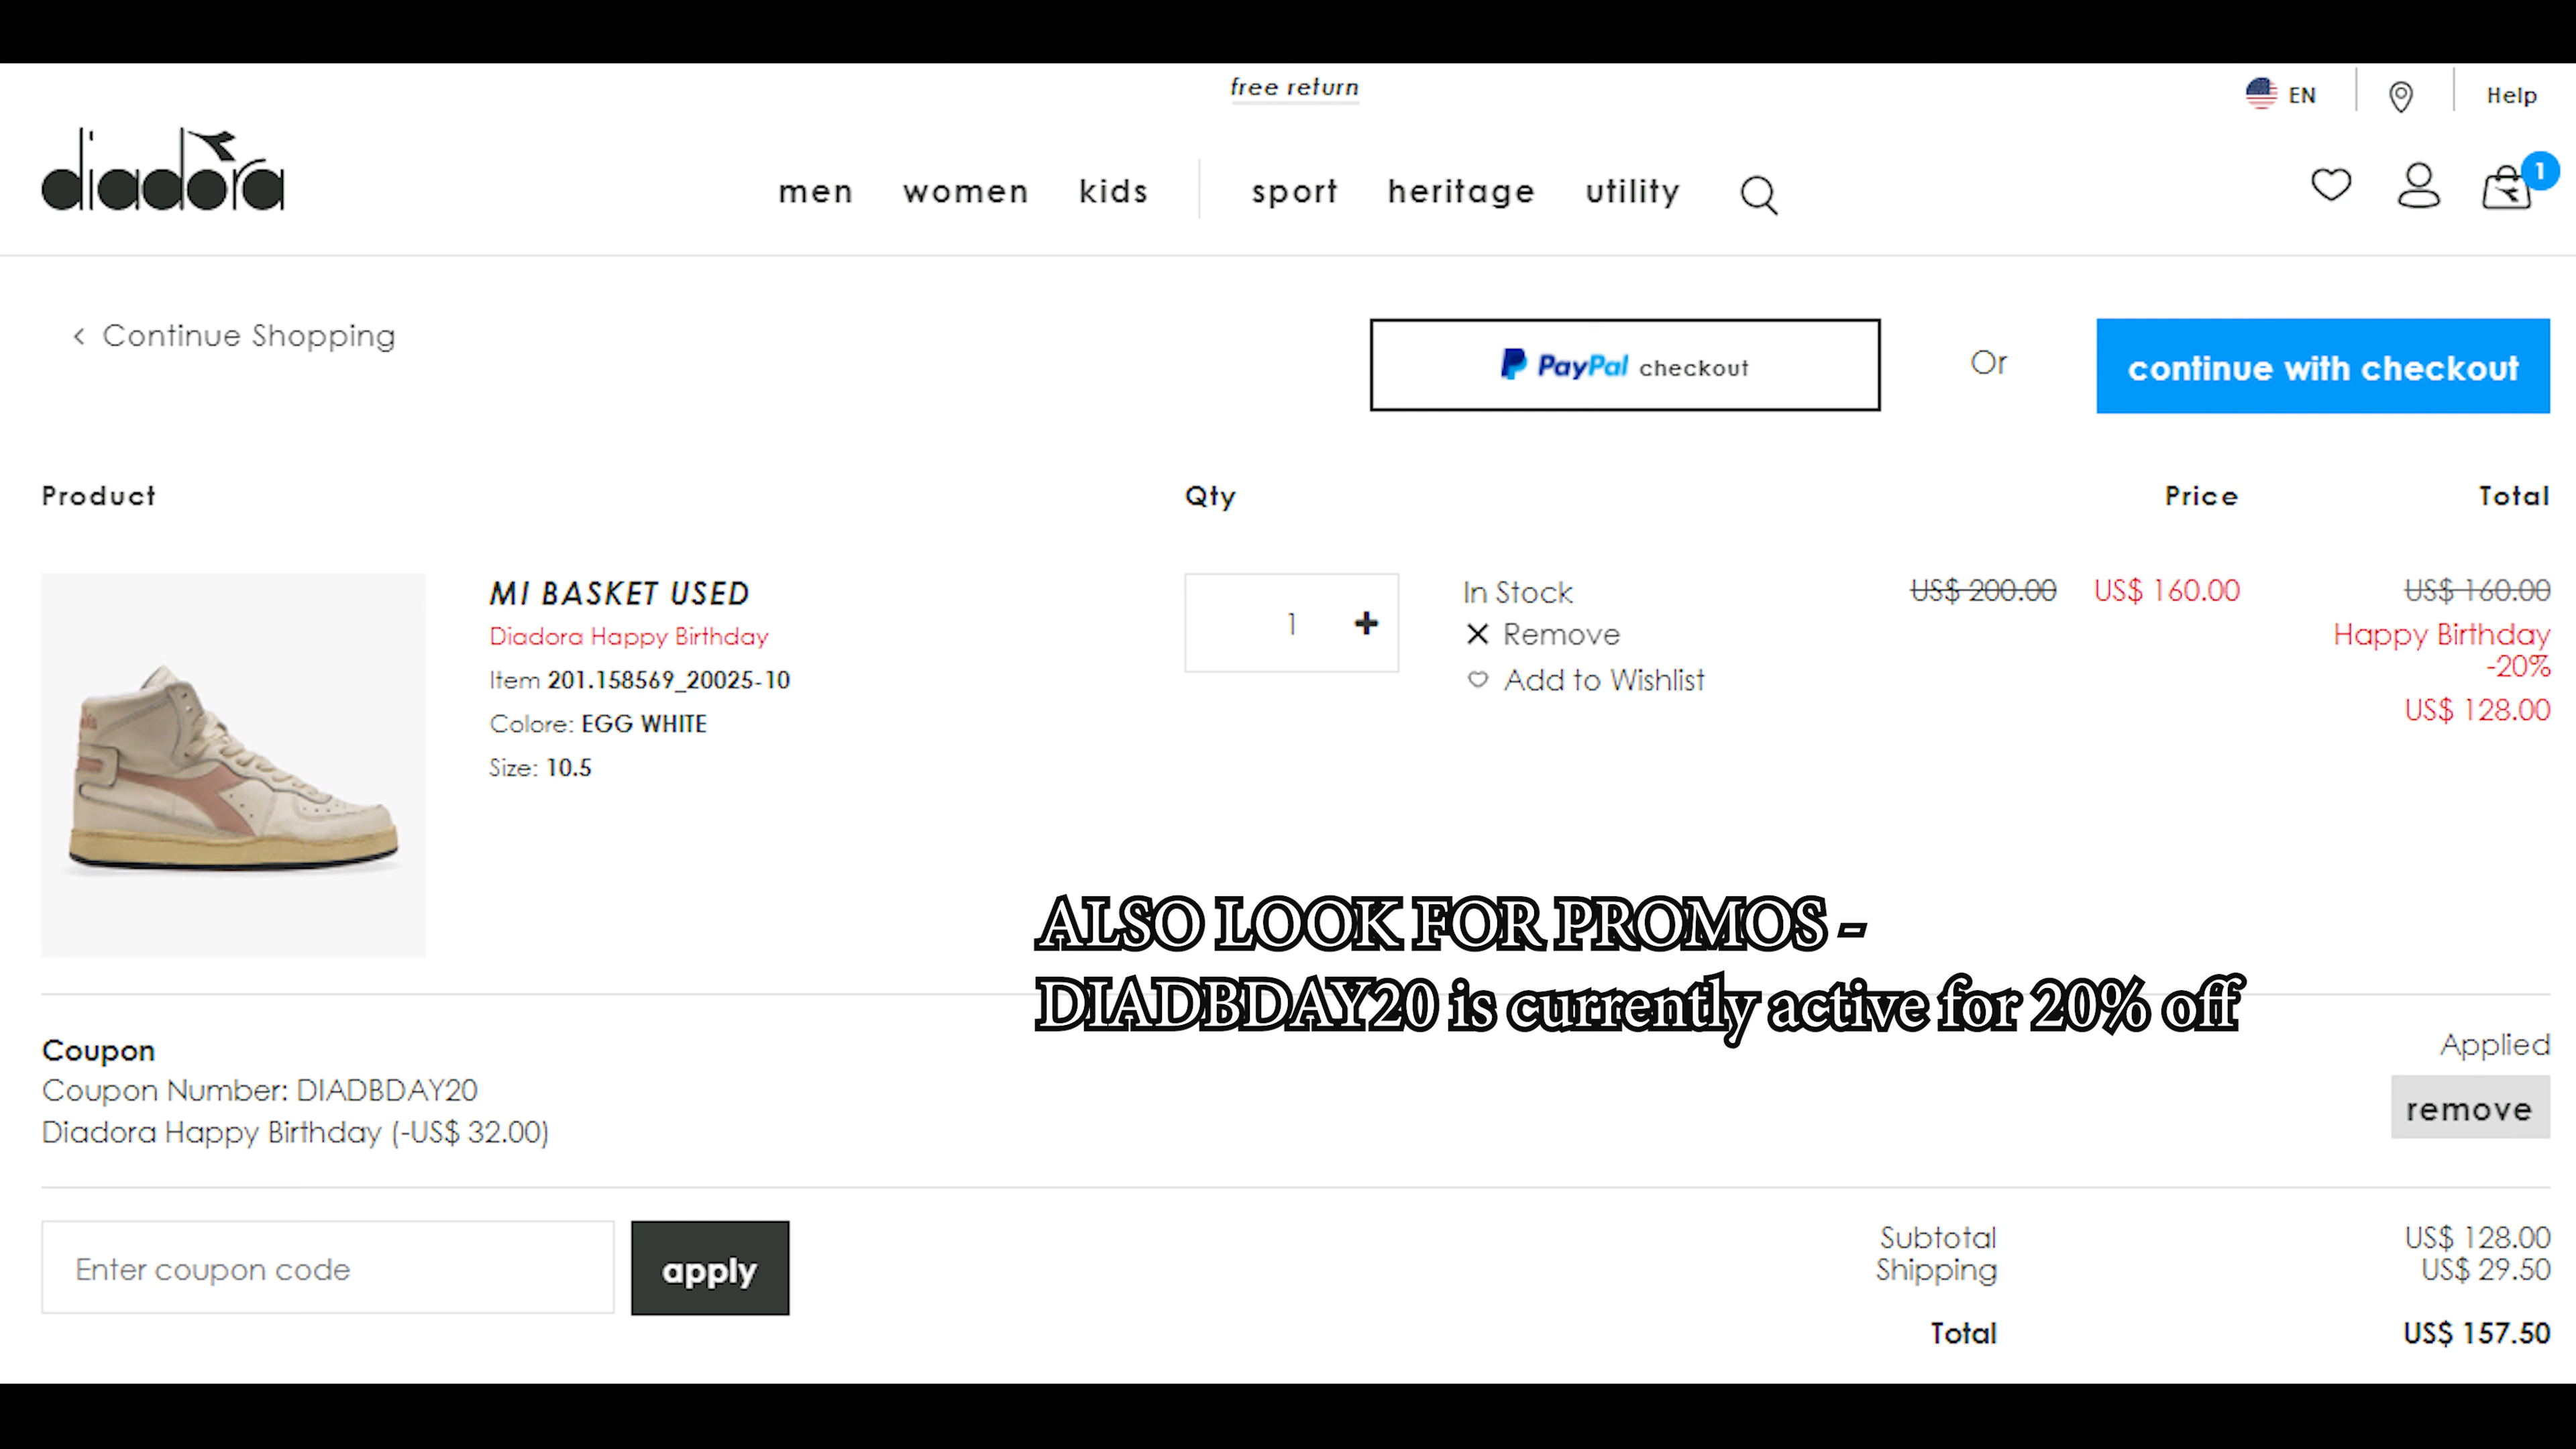 free return
EN
Help
diadora
men women kids sport heritage utility
1
< Continue Shopping
PayPal checkout
Or
continue with checkout
Product Qty Price Total
MI BASKET USED
Diadora Happy Birthday
Item 201.158569_20025-10
Colore: EGG WHITE
Size: 10.5
1 +
In Stock
Remove
Add to Wishlist
US$ 200.00 US$ 160.00
US$ 160.00
Happy Birthday
-20%
US$ 128.00
ALSO LOOK FOR PROMOS -
DIADBDAY20 is currently active for 20% off
Coupon
Coupon Number: DIADBDAY20
Diadora Happy Birthday (-US$ 32.00)
Applied
remove
Enter coupon code
apply
Subtotal US$ 128.00
Shipping US$ 29.50
Total US$ 157.50